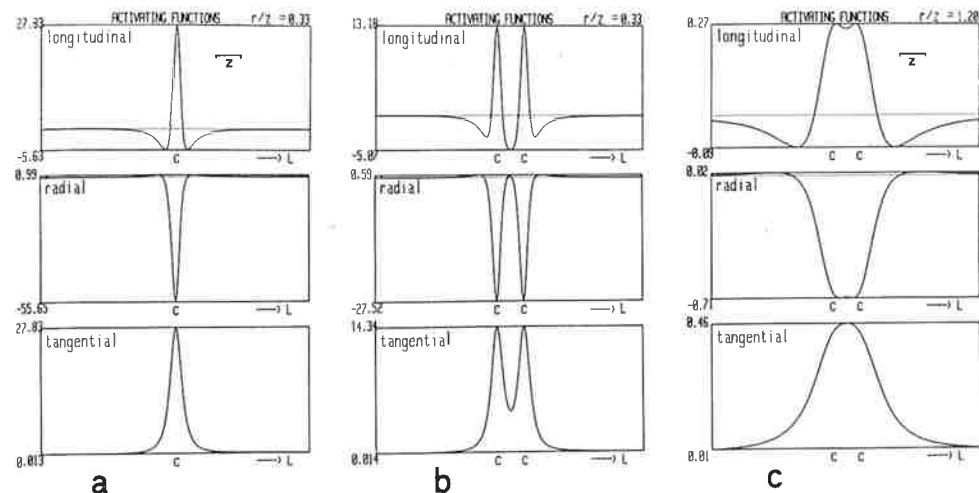 ACTIVATING FUNCTIONS r/z =0.33
27.83
longitudinal
z
-5.63
C → L
0.99
radial
-55.65
27.83
tangential
0.013
C → L
a
ACTIVATING FUNCTIONS r/z =0.33
13.18
longitudinal
-5.07
C C → L
0.59
radial
-27.52
14.34
tangential
0.014
C C → L
b
ACTIVATING FUNCTIONS r/z =1.20
0.27
longitudinal
z
-0.09
C C → L
0.02
radial
-0.71
0.46
tangential
0.01
C C → L
c